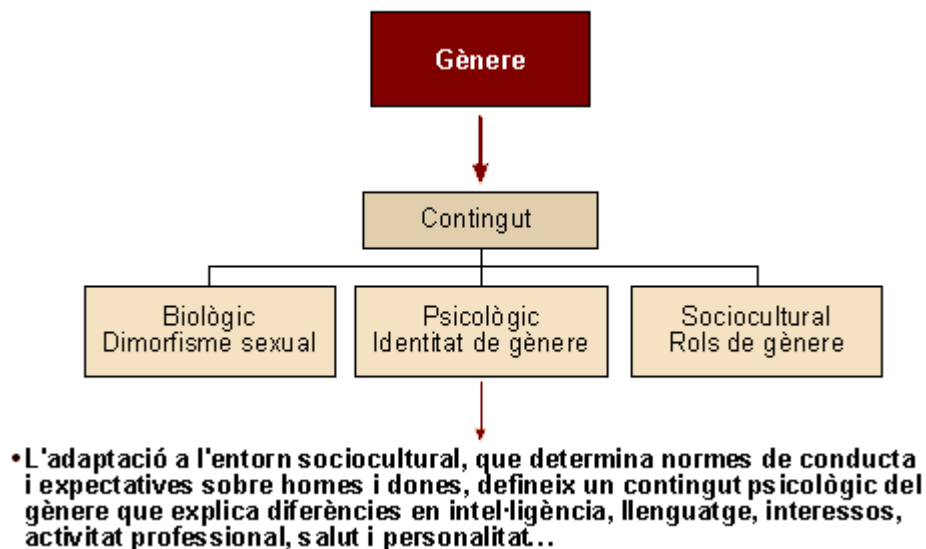 Gènere
Contingut
Biològic
Dimorfisme sexual
Psicològic
Identitat de gènere
Sociocultural
Rols de gènere
•L'adaptació a l'entorn sociocultural, que determina normes de conducta
i expectatives sobre homes i dones, defineix un contingut psicològic del
gènere que explica diferències en intel·ligència, llenguatge, interessos,
activitat professional, salut i personalitat...